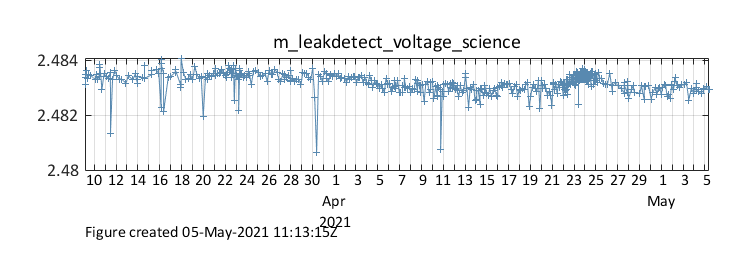 m_leakdetect_voltage_science
2.484
2.482
2.48
10 12 14 16 18 20 22 24 26 28 30 1 3 5 7 9 11 13 15 17 19 21 23 25 27 29 1 3 5
Apr May
2021
Figure created 05-May-2021 11:13:15Z